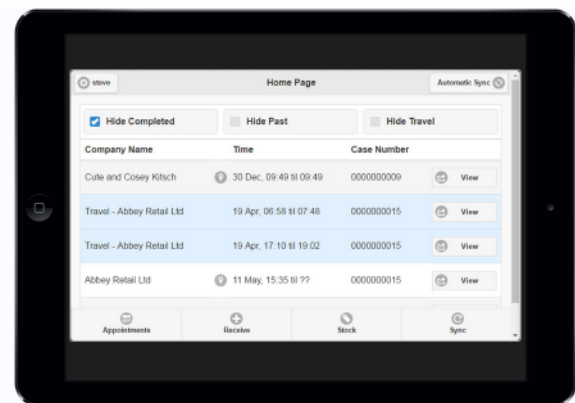 steve
Home Page
Automatic Sync
Hide Completed
Hide Past
Hide Travel
Company Name Time Case Number
Cute and Cosey Kitsch 30 Dec, 09:49 til 09:49 0000000009 View
Travel - Abbey Retail Ltd 19 Apr, 06:58 til 07:48 0000000015 View
Travel - Abbey Retail Ltd 19 Apr, 17:10 til 19:02 0000000015 View
Abbey Retail Ltd 11 May, 15:35 til ?? 0000000015 View
Appointments Receive Stock Sync